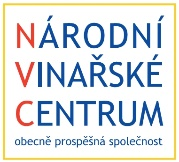 NÁRODNÍ
VINAŘSKÉ
CENTRUM
obecně prospěšná společnost